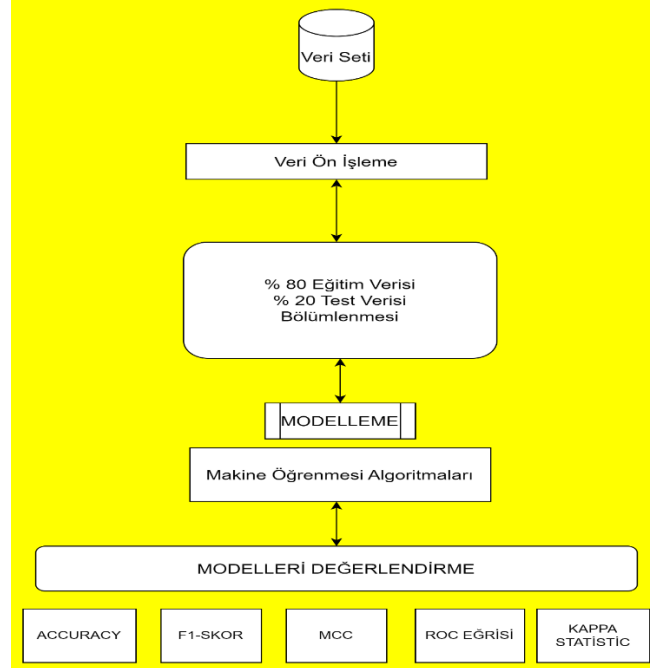 Veri Seti
Veri Ön İşleme
% 80 Eğitim Verisi
% 20 Test Verisi
Bölümlenmesi
MODELLEME
Makine Öğrenmesi Algoritmaları
MODELLERİ DEĞERLENDİRME
ACCURACY
F1-SKOR
MCC
ROC EĞRİSİ
KAPPA
STATİSTİC